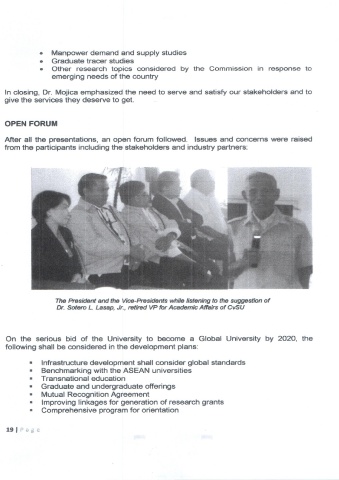 Manpower demand and supply studies
Graduate tracer studies
Other research topics considered by the Commission in response to
emerging needs of the country
In closing, Dr. Mojica emphasized the need to serve and satisfy our stakeholders and to
give the services they deserve to get.
OPEN FORUM
After all the presentations, an open forum followed. Issues and concerns were raised
from the participants including the stakeholders and industry partners:
The President and the Vice-Presidents while listening to the suggestion of
Dr. Sotero L. Lasap, Jr., retired VP for Academic Affairs of CvSU
On the serious bid of the University to become a Global University by 2020, the
following shall be considered in the development plans:
Infrastructure development shall consider global standards
Benchmarking with the ASEAN universities
Transnational education
Graduate and undergraduate offerings
Mutual Recognition Agreement
Improving linkages for generation of research grants
Comprehensive program for orientation
19 | Page